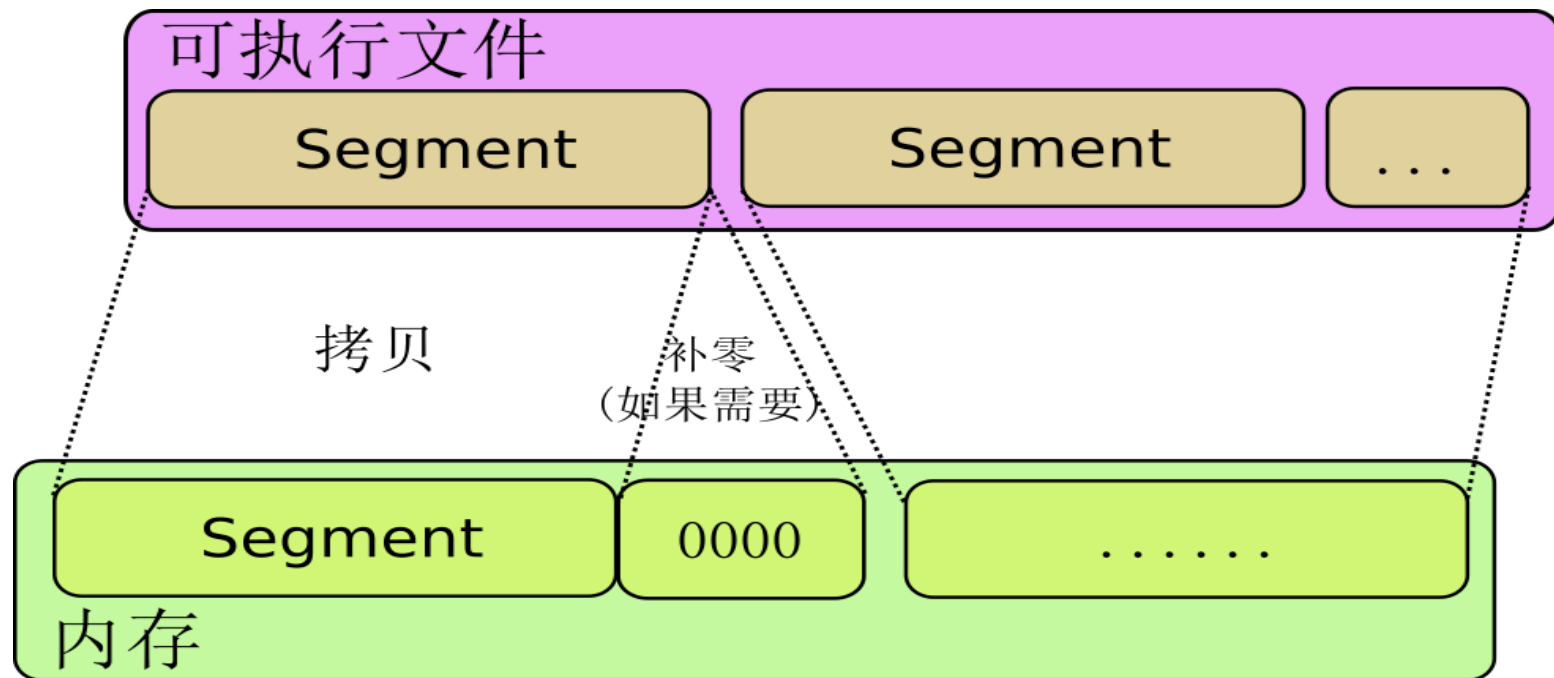 可执行文件
Segment
Segment
...
拷贝
补零
(如果需要)
Segment
0000
......
内存